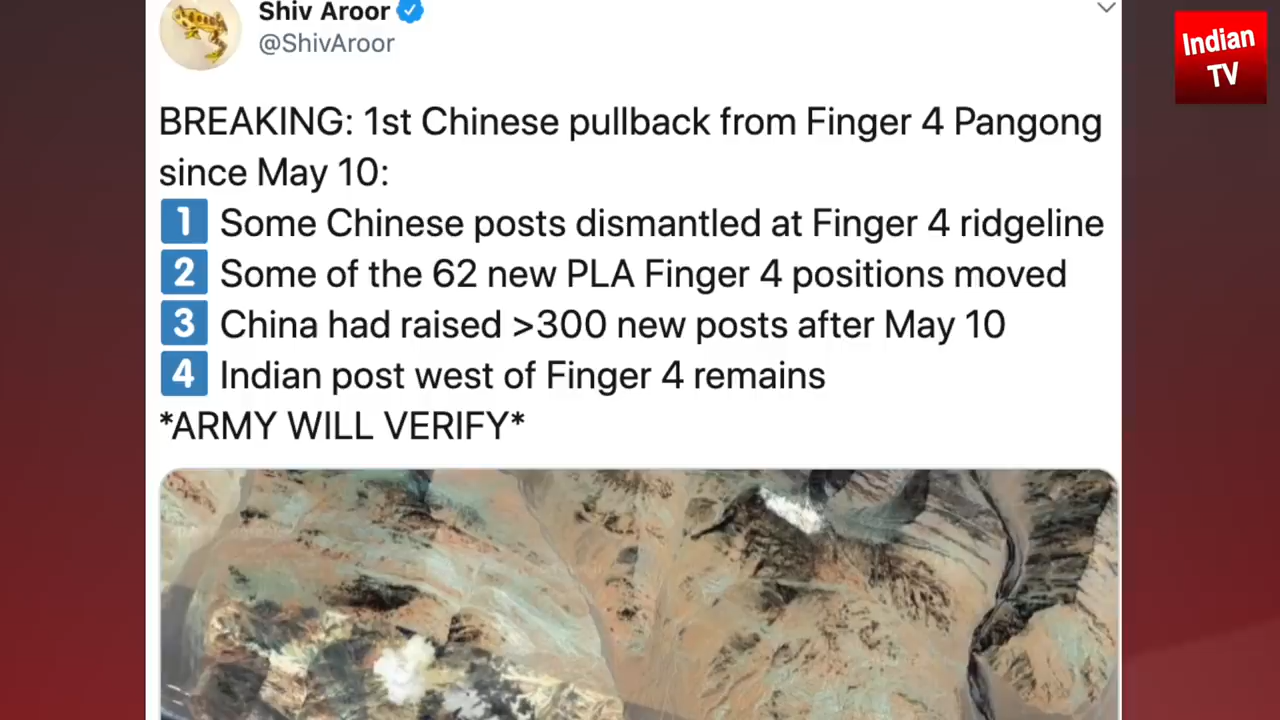 Shiv Aroor
@ShivAroor
Indian
TV
BREAKING: 1st Chinese pullback from Finger 4 Pangong
since May 10:
1 Some Chinese posts dismantled at Finger 4 ridgeline
2 Some of the 62 new PLA Finger 4 positions moved
3 China had raised >300 new posts after May 10
4 Indian post west of Finger 4 remains
*ARMY WILL VERIFY*